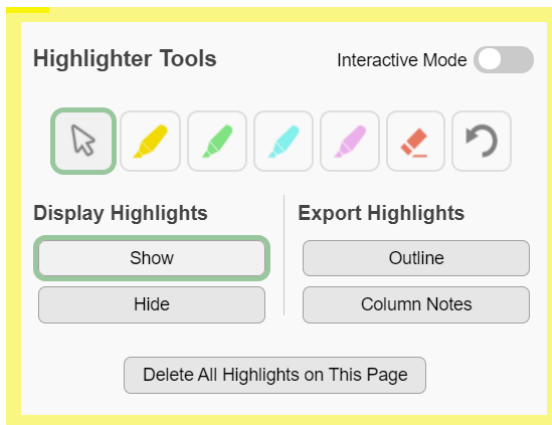 Highlighter Tools
Interactive Mode
Display Highlights
Export Highlights
Show
Outline
Hide
Column Notes
Delete All Highlights on This Page